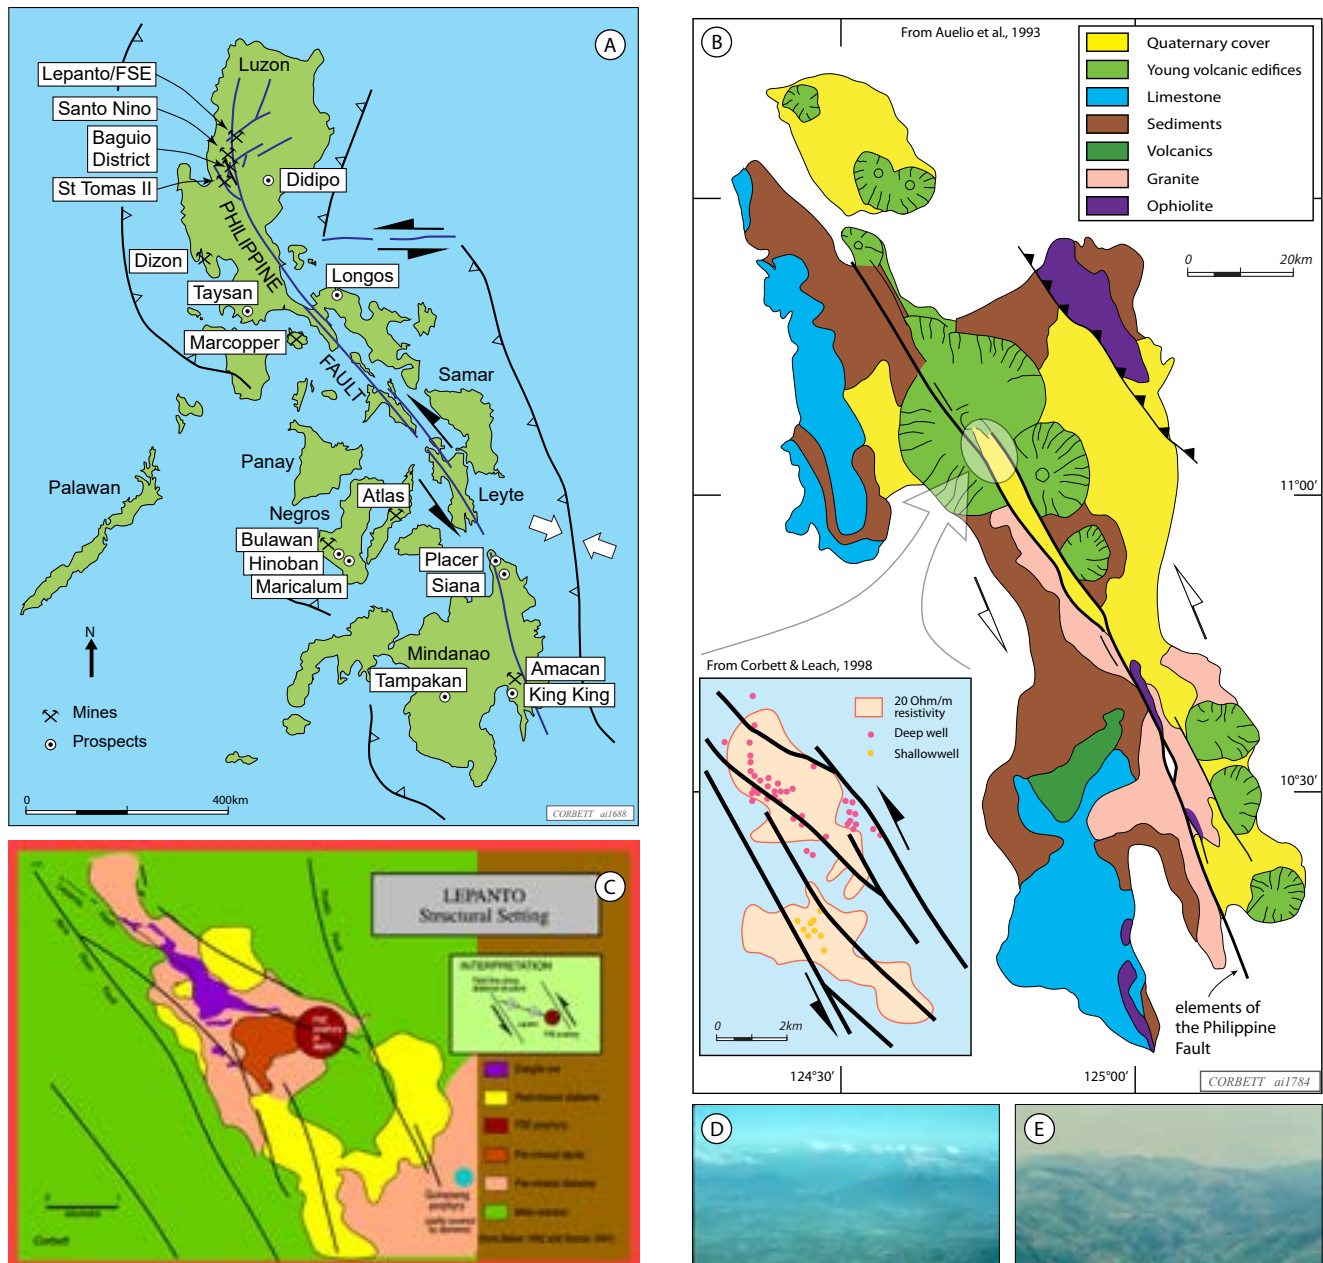 A
Luzon
Lepanto/FSE
Santo Nino
Baguio
District
St Tomas II
Didipo
PHILIPPINE
Dizon
Longos
Taysan
Marcopper
FAULT
Samar
Panay
Palawan
Atlas
Leyte
Negros
Bulawan
Hinoban
Maricalum
Placer
Siana
N
Mindanao
Tampakan
Amacan
King King
Mines
Prospects
0 400km
CORBETT ai1688
B
From Auelio et al., 1993
Quaternary cover
Young volcanic edifices
Limestone
Sediments
Volcanics
Granite
Ophiolite
0 20km
11°00′
10°30′
From Corbett & Leach, 1998
20 Ohm/m
resistivity
Deep well
Shallowwell
0 2km
elements of
the Philippine
Fault
124°30′ 125°00′
CORBETT ai1784
C
LEPANTO
Structural Setting
INTERPRETATION
Corbett
D
E